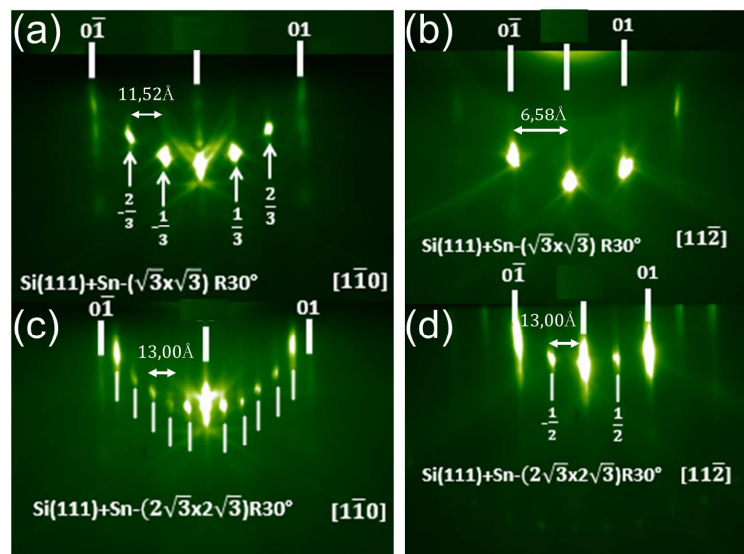 (a) 01̅ 01
11,52Å
-2/3 -1/3 1/3 2/3
Si(111)+Sn-(√3x√3) R30° [11̅0]
(b) 01̅ 01
6,58Å
Si(111)+Sn-(√3x√3) R30° [112̅]
(c) 01̅ 01
13,00Å
Si(111)+Sn-(2√3x2√3)R30° [11̅0]
(d) 01̅ 01
13,00Å
-1/2 1/2
Si(111)+Sn-(2√3x2√3)R30° [112̅]